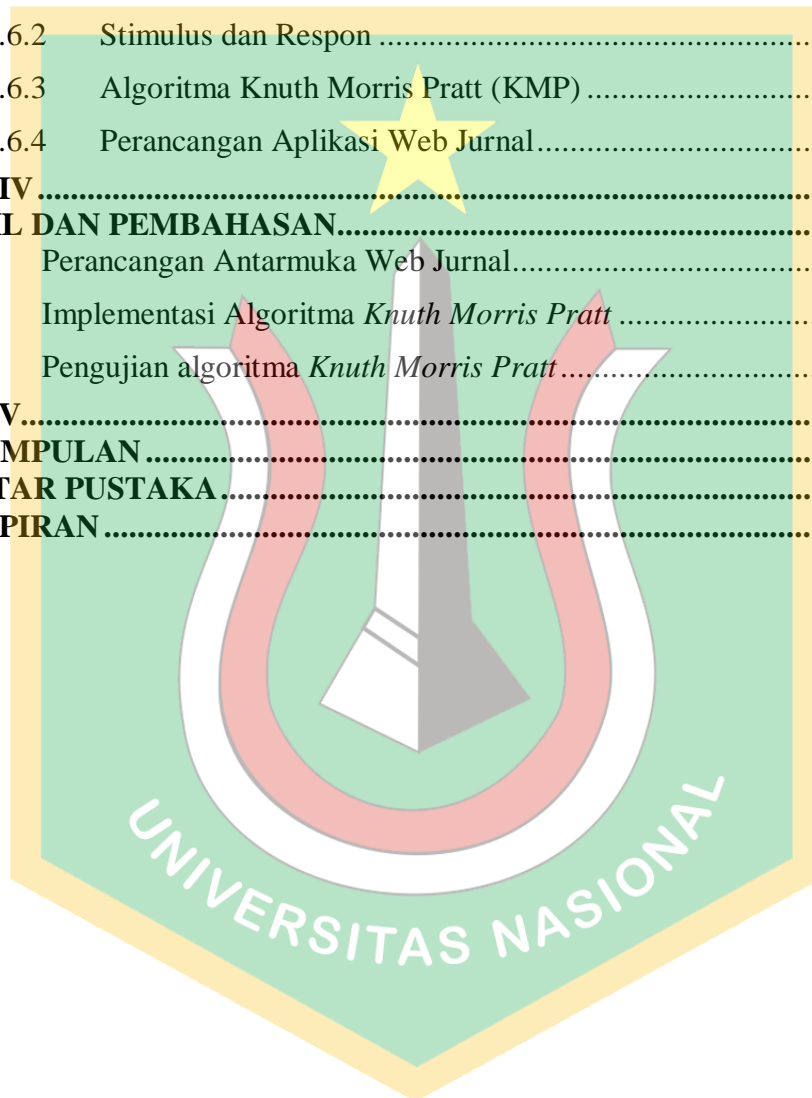 .6.2 Stimulus dan Respon ................................................................
.6.3 Algoritma Knuth Morris Pratt (KMP) ................................
.6.4 Perancangan Aplikasi Web Jurnal ........................................
IV ................................................................................................
IL DAN PEMBAHASAN ............................................................
Perancangan Antarmuka Web Jurnal ............................................
Implementasi Algoritma Knuth Morris Pratt ............................
Pengujian algoritma Knuth Morris Pratt ....................................
V ..................................................................................................
MPULAN ....................................................................................
TAR PUSTAKA ..........................................................................
PIRAN ..........................................................................................
UNIVERSITAS NASIONAL